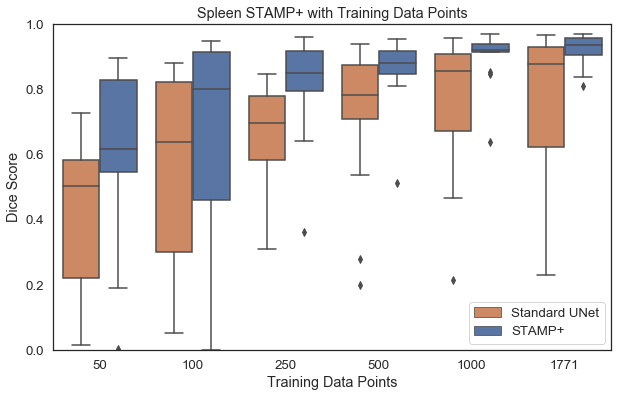 Spleen STAMP+ with Training Data Points
1.0
0.8
0.6
0.4
0.2
0.0
Dice Score
50 100 250 500 1000 1771
Training Data Points
Standard UNet
STAMP+